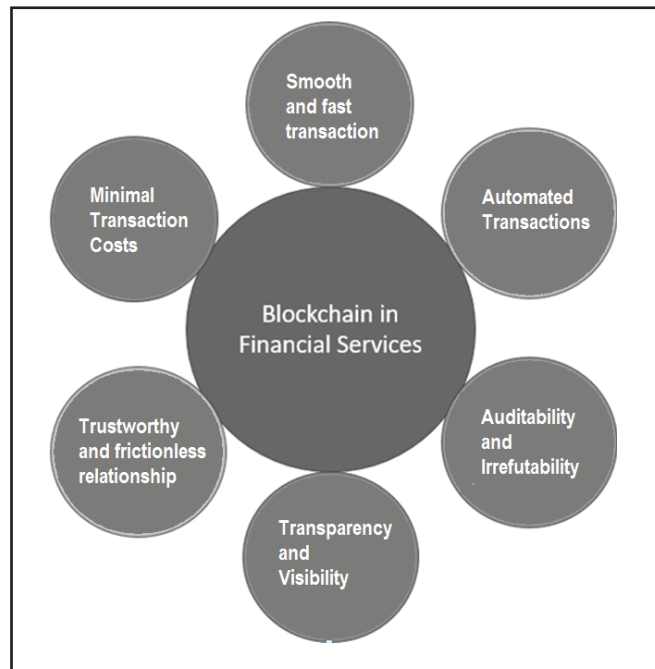 Smooth
and fast
transaction
Automated
Transactions
Auditability
and
Irrefutability
Transparency
and
Visibility
Trustworthy
and frictionless
relationship
Minimal
Transaction
Costs
Blockchain in
Financial Services